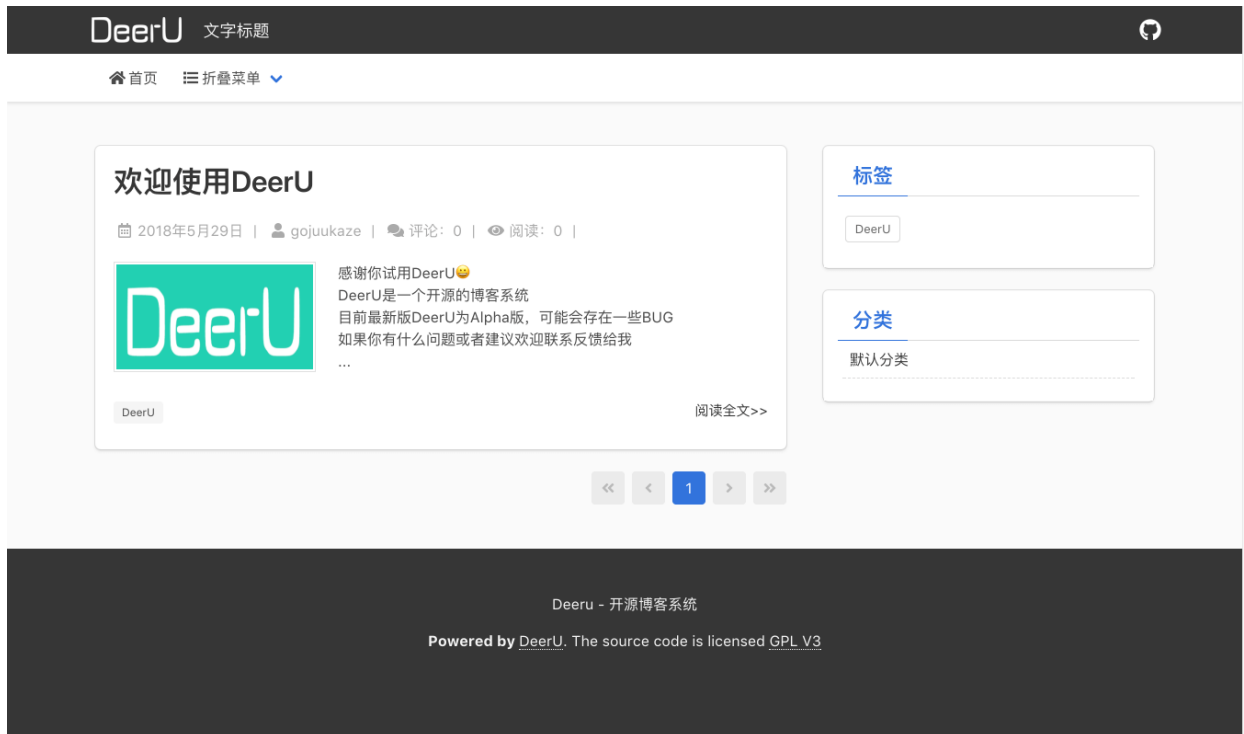 DeerU 文字标题
首页 折叠菜单
欢迎使用DeerU
2018年5月29日 | gojuukaze | 评论：0 | 阅读：0 |
DeerU
感谢你试用DeerU😀
DeerU是一个开源的博客系统
目前最新版DeerU为Alpha版，可能会存在一些BUG
如果你有什么问题或者建议欢迎联系反馈给我
...
DeerU 阅读全文>>
« ‹ 1 › »
标签
DeerU
分类
默认分类
Deeru - 开源博客系统
Powered by DeerU. The source code is licensed GPL V3